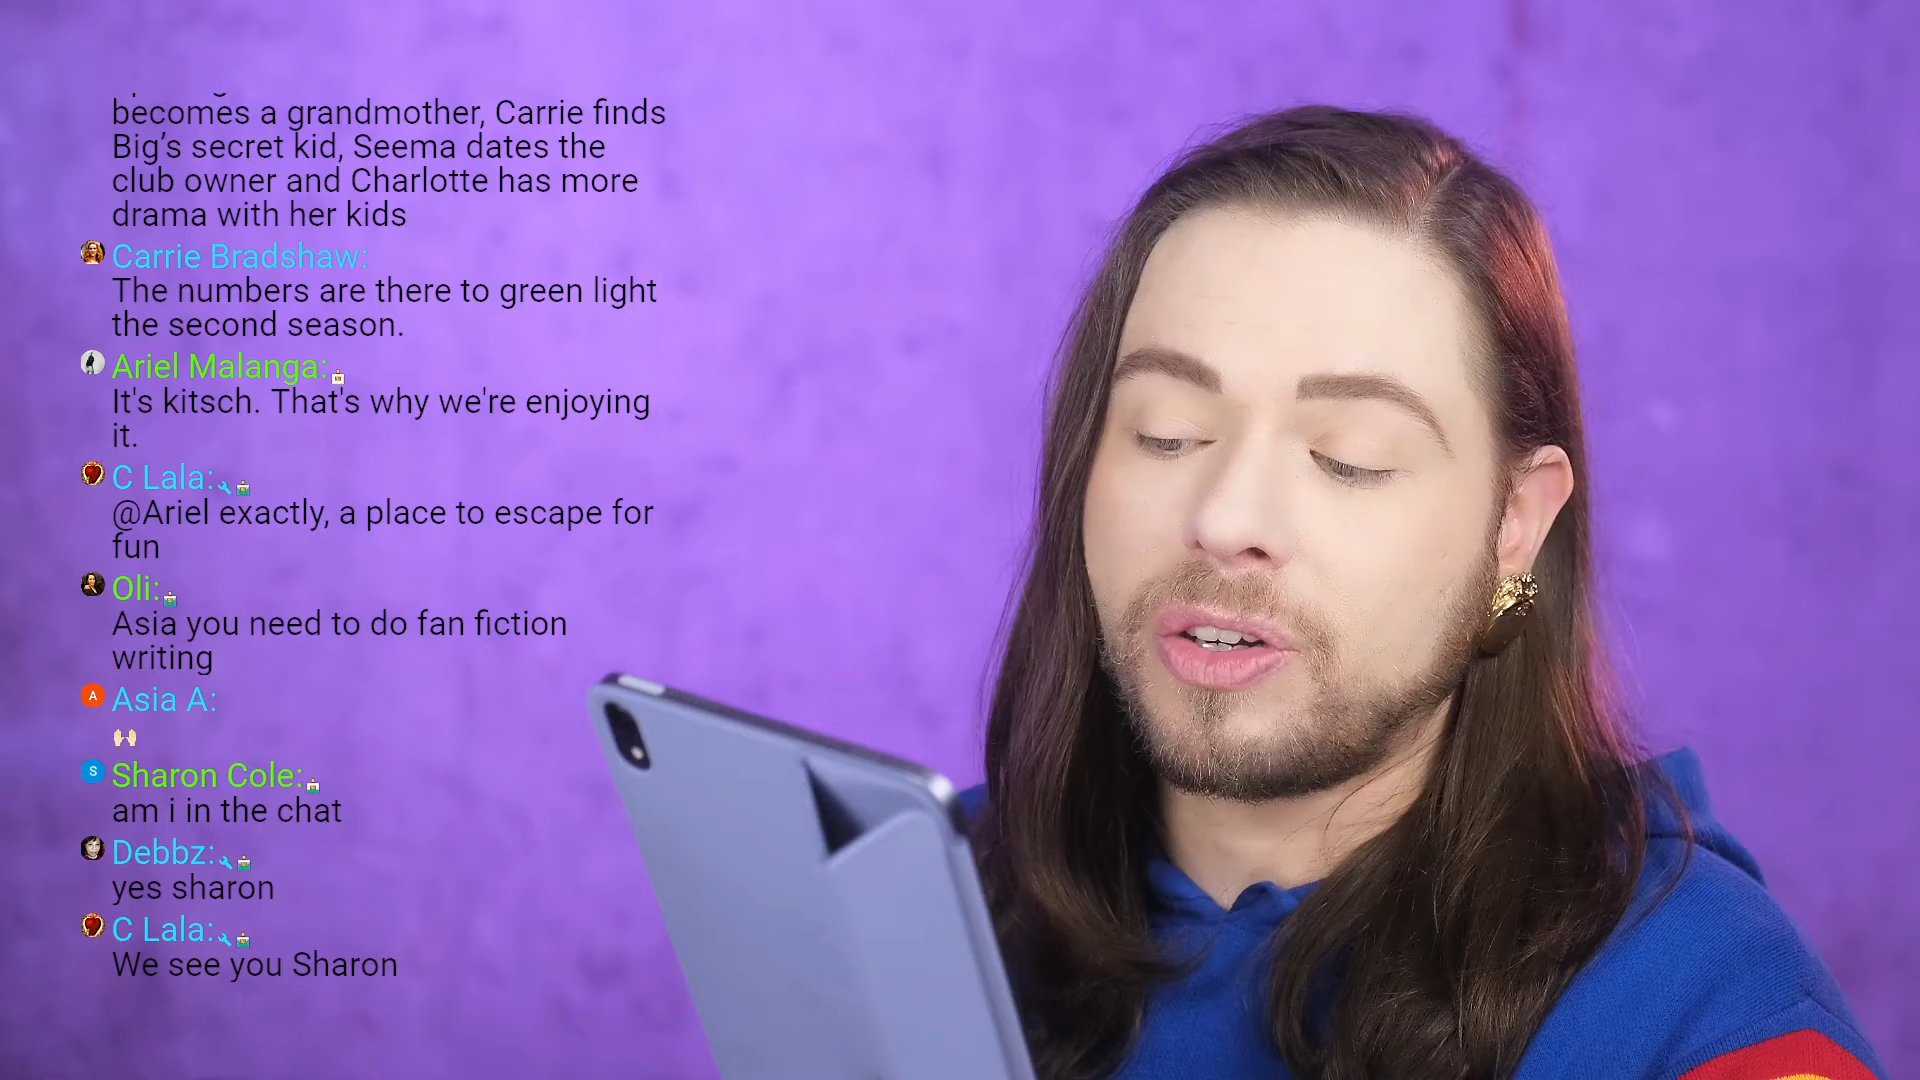 becomes a grandmother, Carrie finds
Big’s secret kid, Seema dates the
club owner and Charlotte has more
drama with her kids
Carrie Bradshaw:
The numbers are there to green light
the second season.
Ariel Malanga:
It's kitsch. That's why we're enjoying
it.
C Lala:
@Ariel exactly, a place to escape for
fun
Oli:
Asia you need to do fan fiction
writing
A Asia A:
S Sharon Cole:
am i in the chat
Debbz:
yes sharon
C Lala:
We see you Sharon